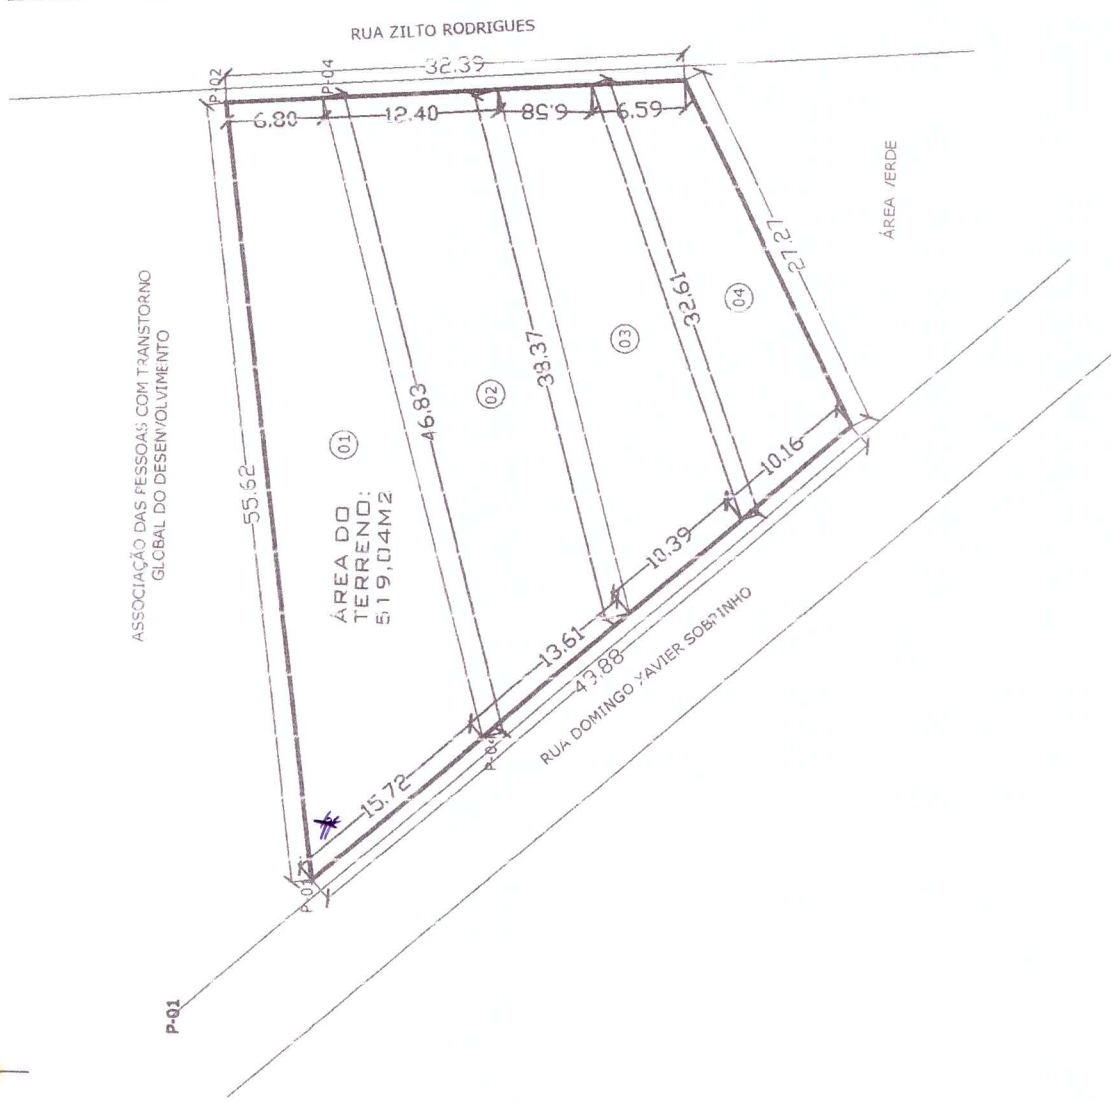 RUA ZILTO RODRIGUES
P-02
P-04
32.39
6.80
12.40
6.58
6.59
ÁREA VERDE
27.27
ASSOCIAÇÃO DAS PESSOAS COM TRANSTORNO
GLOBAL DO DESENVOLVIMENTO
55.62
01
ÁREA DO
TERRENO:
519,04M2
46.83
02
38.37
03
32.61
04
10.16
10.39
13.61
43.88
15.72
RUA DOMINGO XAVIER SOBRINHO
P-04
P-01
P-01